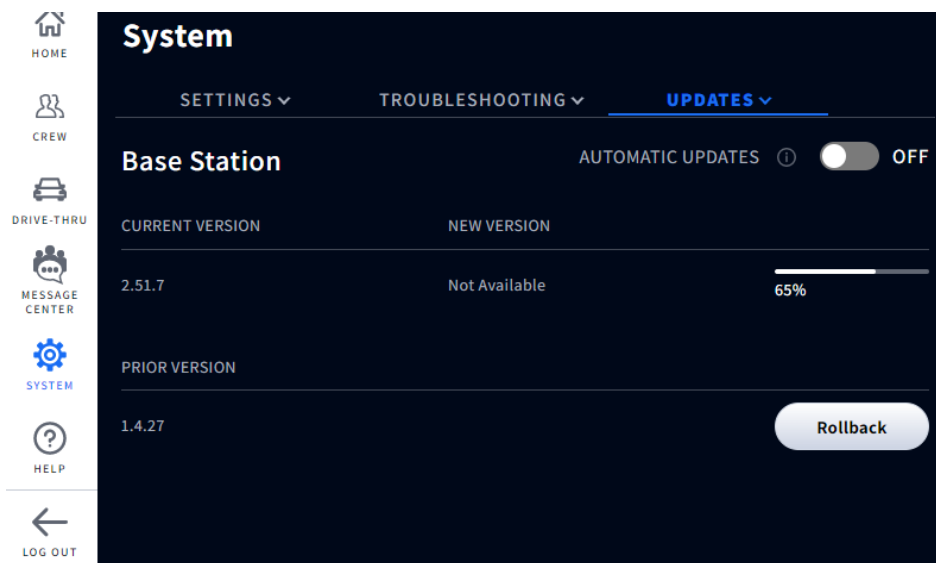 HOME
CREW
DRIVE-THRU
MESSAGE
CENTER
SYSTEM
HELP
LOG OUT
System
SETTINGS
TROUBLESHOOTING
UPDATES
Base Station
AUTOMATIC UPDATES
OFF
CURRENT VERSION
NEW VERSION
2.51.7
Not Available
65%
PRIOR VERSION
1.4.27
Rollback